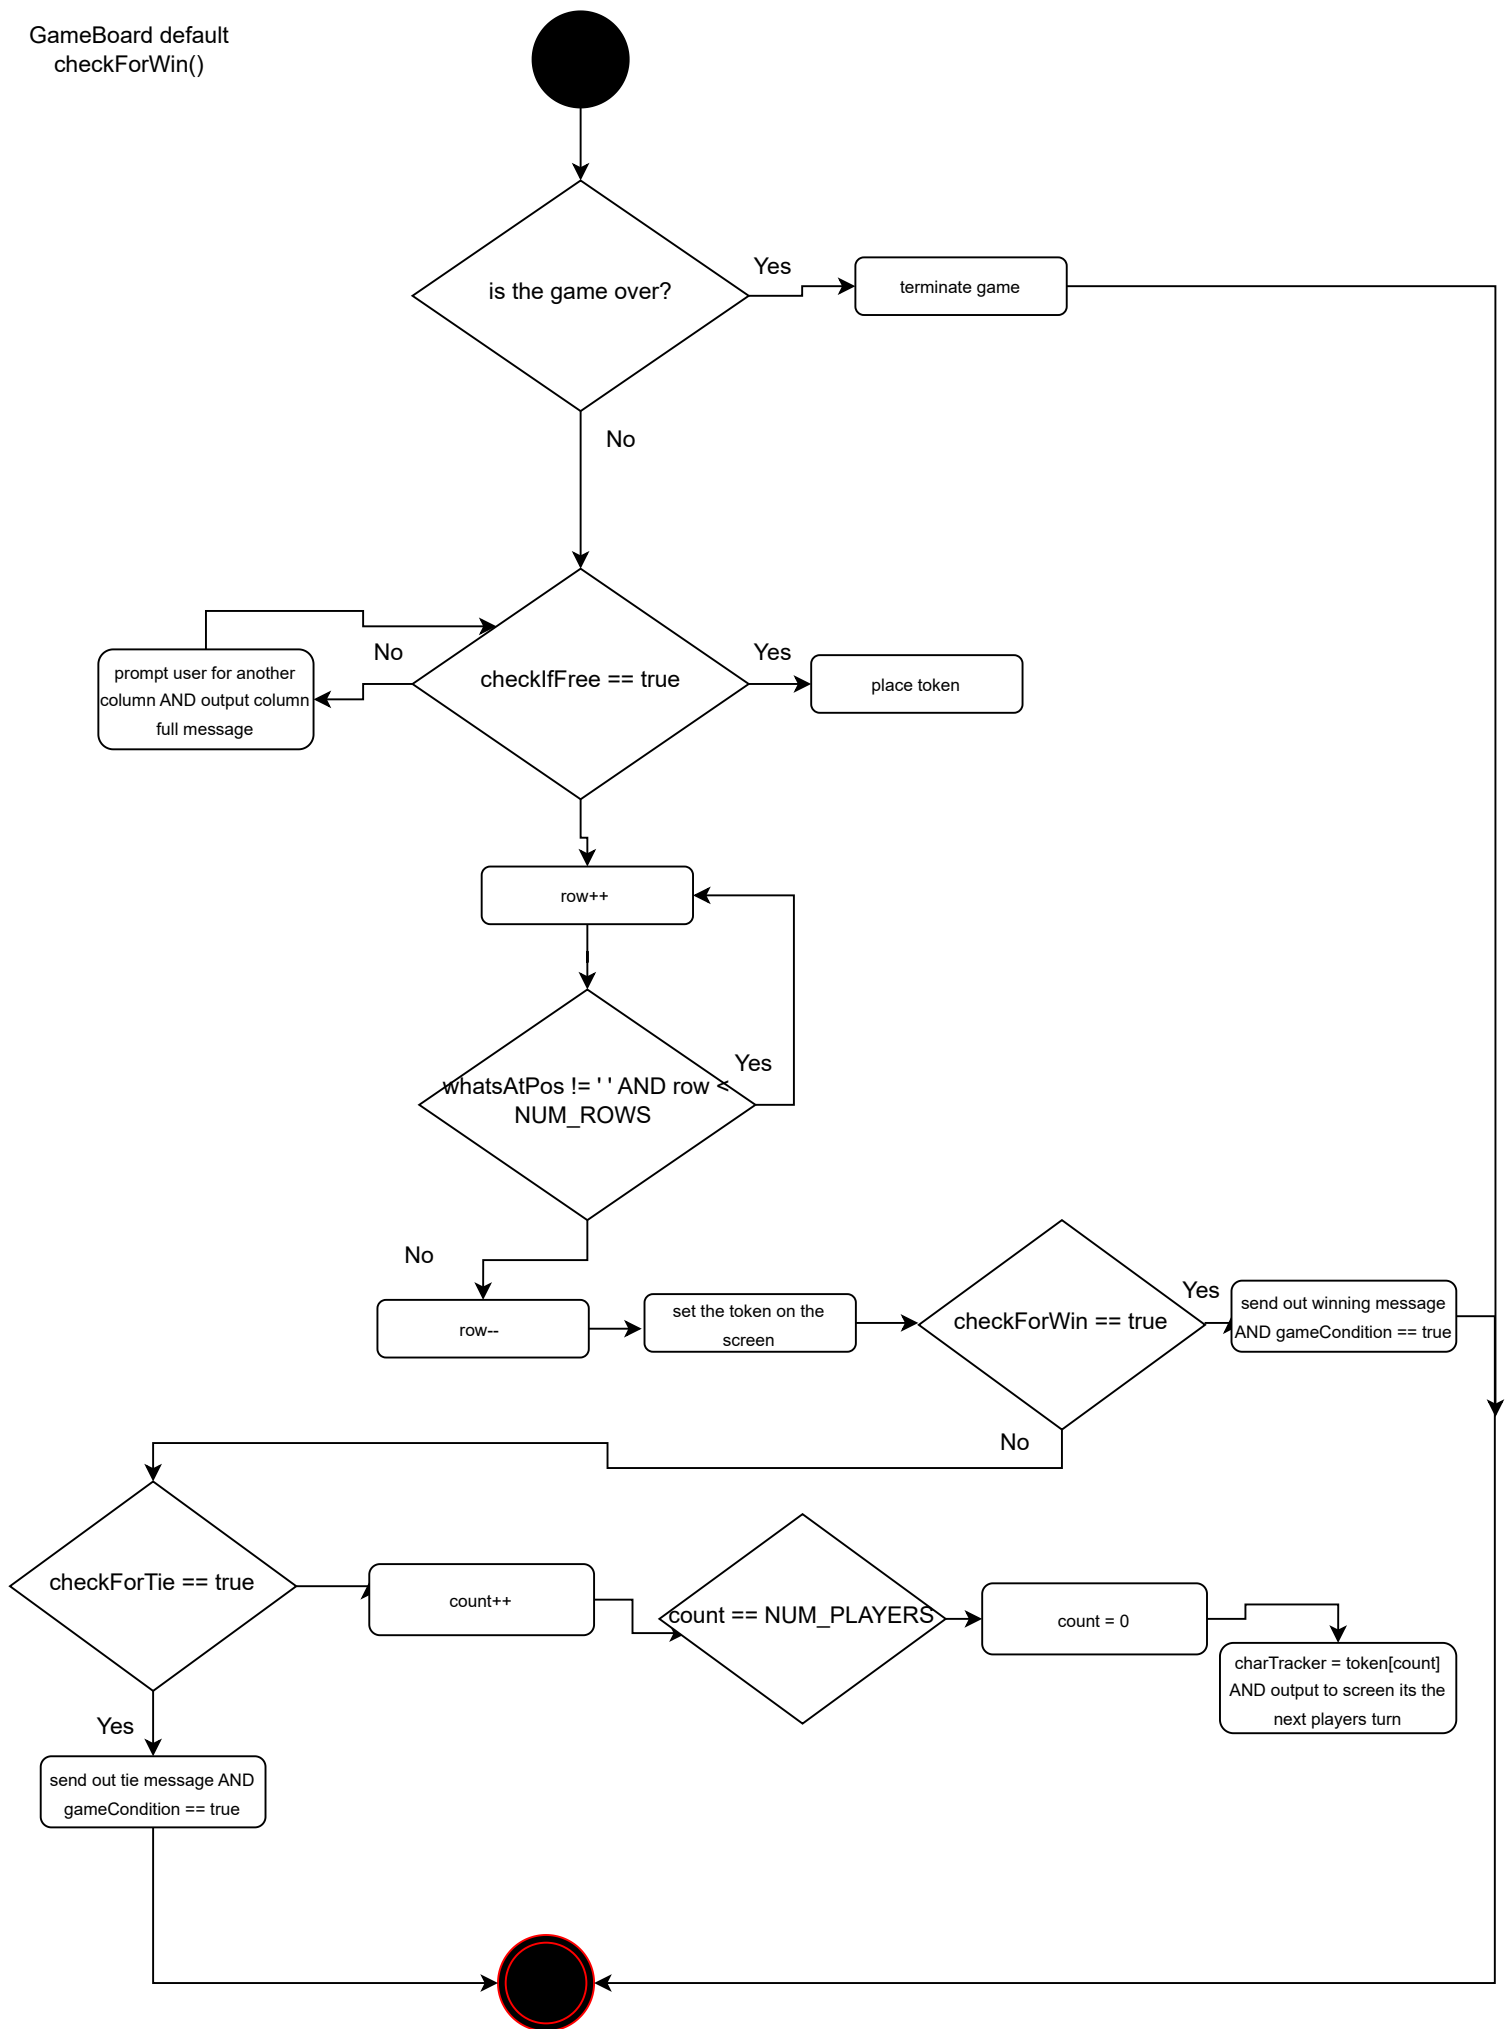 GameBoard default
checkForWin()
is the game over?
Yes
terminate game
No
No
checkIfFree == true
Yes
place token
prompt user for another
column AND output column
full message
row++
whatsAtPos != ' ' AND row <
NUM_ROWS
Yes
No
row--
set the token on the
screen
checkForWin == true
Yes
send out winning message
AND gameCondition == true
No
checkForTie == true
count++
count == NUM_PLAYERS
count = 0
charTracker = token[count]
AND output to screen its the
next players turn
Yes
send out tie message AND
gameCondition == true